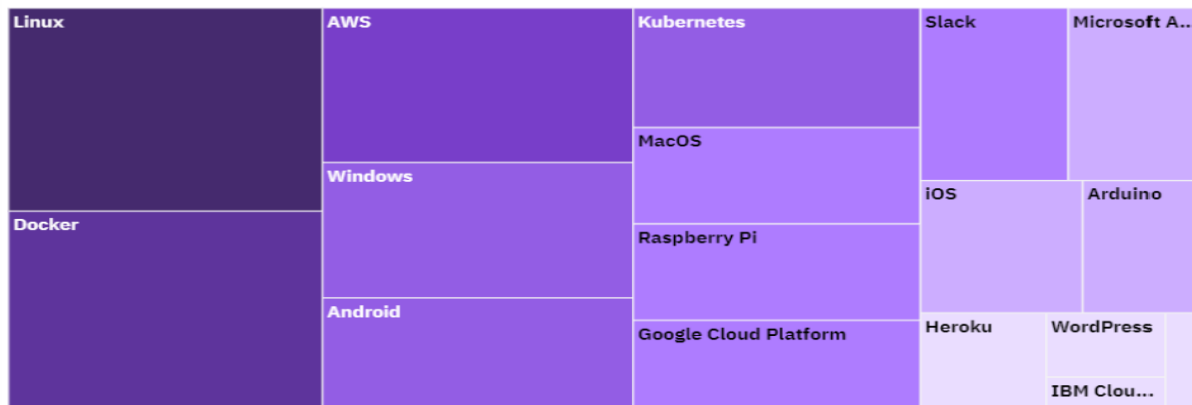 Linux
Docker
AWS
Windows
Android
Kubernetes
MacOS
Raspberry Pi
Google Cloud Platform
Slack
Microsoft A...
iOS
Arduino
Heroku
WordPress
IBM Clou...